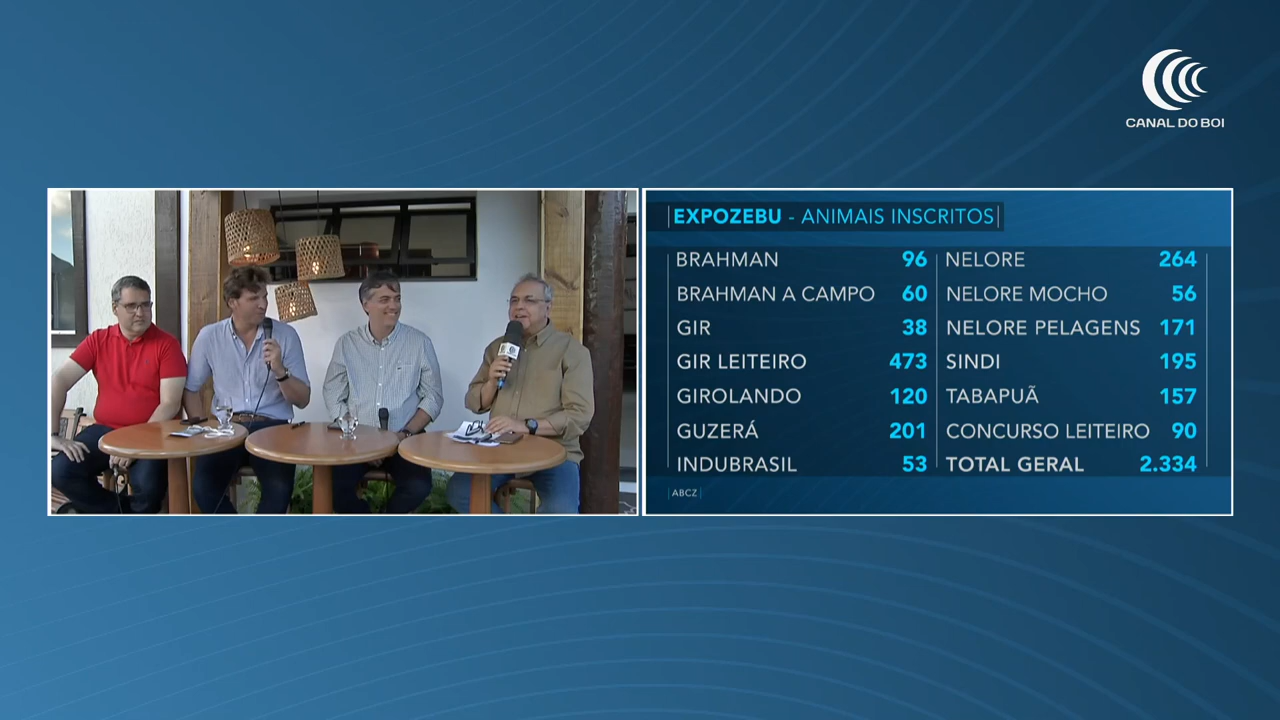 CANAL DO BOI
EXPOZEBU - ANIMAIS INSCRITOS
BRAHMAN 96
BRAHMAN A CAMPO 60
GIR 38
GIR LEITEIRO 473
GIROLANDO 120
GUZERÁ 201
INDUBRASIL 53
NELORE 264
NELORE MOCHO 56
NELORE PELAGENS 171
SINDI 195
TABAPUÃ 157
CONCURSO LEITEIRO 90
TOTAL GERAL 2.334
ABCZ